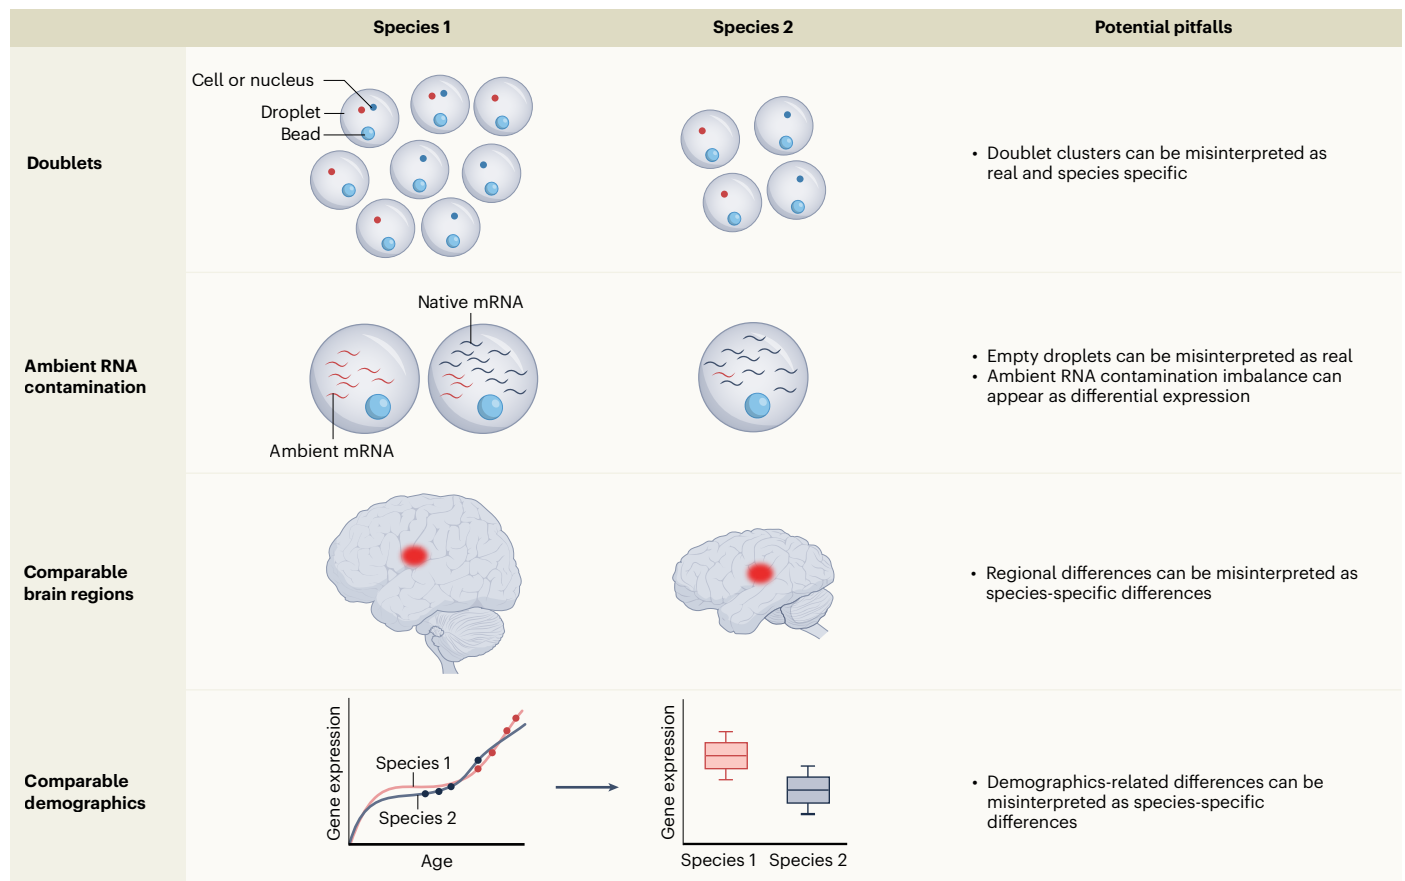 Species 1
Species 2
Potential pitfalls
Doublets
Cell or nucleus
Droplet
Bead
• Doublet clusters can be misinterpreted as
real and species specific
Ambient RNA
contamination
Native mRNA
Ambient mRNA
• Empty droplets can be misinterpreted as real
• Ambient RNA contamination imbalance can
appear as differential expression
Comparable
brain regions
• Regional differences can be misinterpreted as
species-specific differences
Comparable
demographics
Gene expression
Species 1
Species 2
Age
Gene expression
Species 1
Species 2
• Demographics-related differences can be
misinterpreted as species-specific
differences